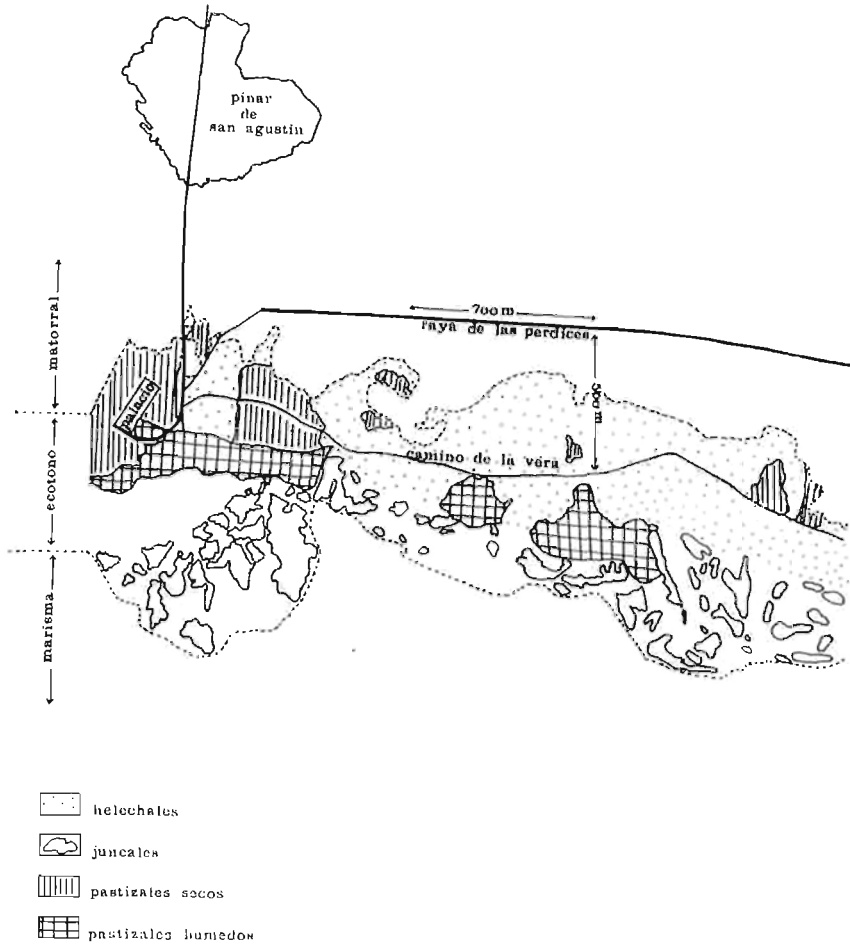 pinar
de
san agustin
matorral
700 m
raya de las perdices
palacio
500 m
ecotono
camino de la vera
marisma
helechales
juncales
pastizales secos
pastizales humedos